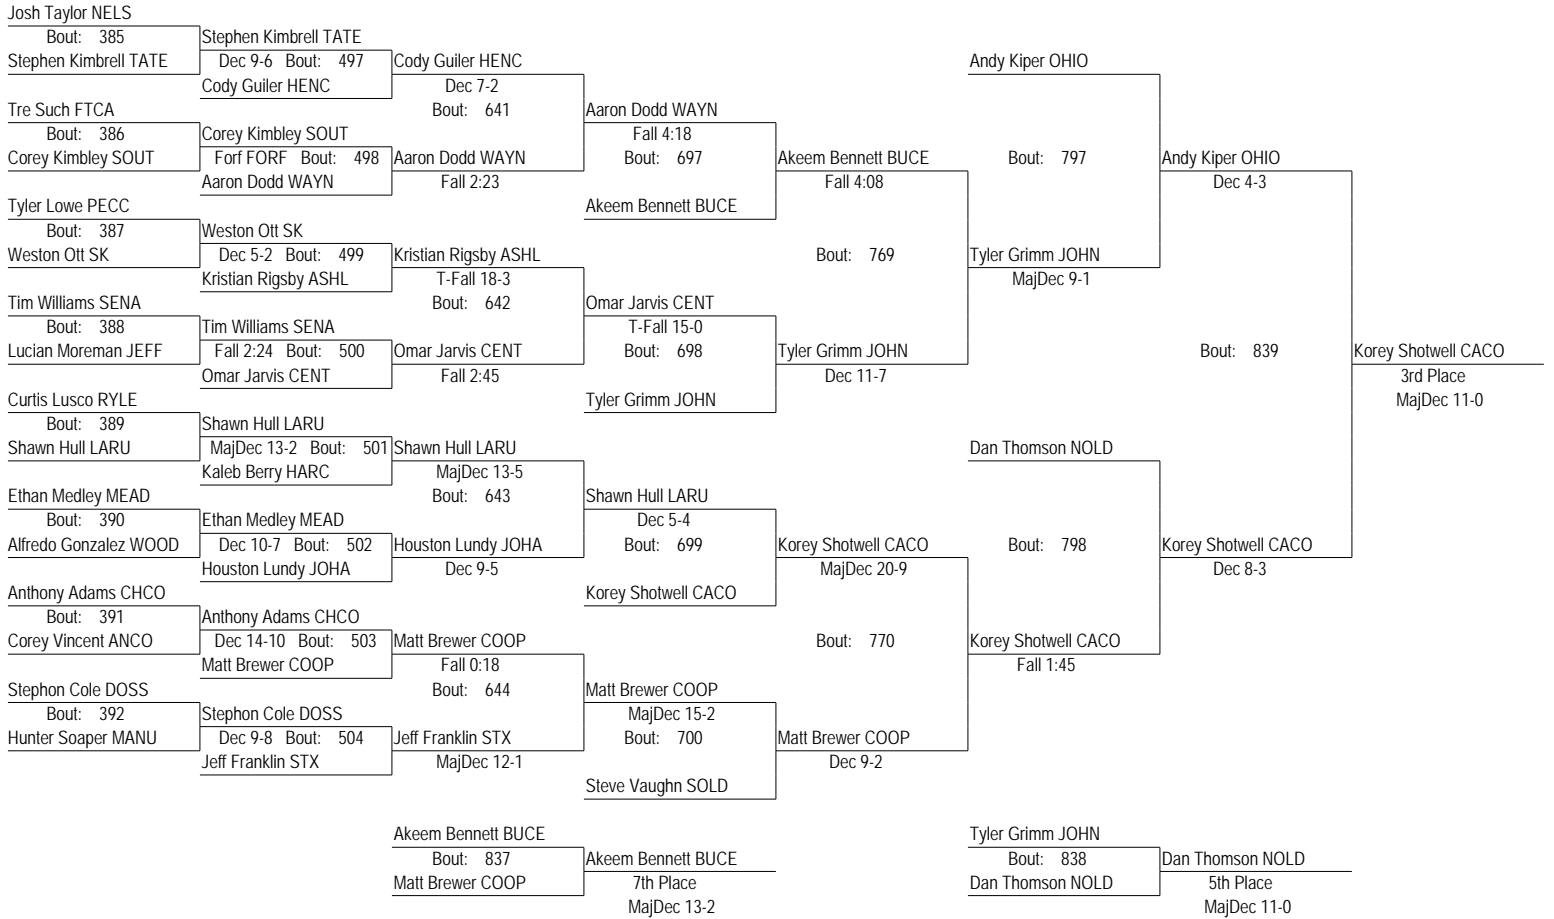 Josh Taylor NELS
Bout: 385 Stephen Kimbrell TATE
Stephen Kimbrell TATE Dec 9-6 Bout: 497 Cody Guiler HENC Andy Kiper OHIO
Cody Guiler HENC Dec 7-2
Tre Such FTCA Bout: 641 Aaron Dodd WAYN
Bout: 386 Corey Kimbley SOUT Fall 4:18
Corey Kimbley SOUT Forf FORF Bout: 498 Aaron Dodd WAYN Bout: 697 Akeem Bennett BUCE Bout: 797 Andy Kiper OHIO
Aaron Dodd WAYN Fall 2:23 Fall 4:08 Dec 4-3
Tyler Lowe PECC Akeem Bennett BUCE
Bout: 387 Weston Ott SK
Weston Ott SK Dec 5-2 Bout: 499 Kristian Rigsby ASHL Bout: 769 Tyler Grimm JOHN
Kristian Rigsby ASHL T-Fall 18-3 MajDec 9-1
Tim Williams SENA Bout: 642 Omar Jarvis CENT
Bout: 388 Tim Williams SENA T-Fall 15-0
Lucian Moreman JEFF Fall 2:24 Bout: 500 Omar Jarvis CENT Bout: 698 Tyler Grimm JOHN Bout: 839 Korey Shotwell CACO
Omar Jarvis CENT Fall 2:45 Dec 11-7 3rd Place
Curtis Lusco RYLE Tyler Grimm JOHN MajDec 11-0
Bout: 389 Shawn Hull LARU
Shawn Hull LARU MajDec 13-2 Bout: 501 Shawn Hull LARU Dan Thomson NOLD
Kaleb Berry HARC MajDec 13-5
Ethan Medley MEAD Bout: 643 Shawn Hull LARU
Bout: 390 Ethan Medley MEAD Dec 5-4
Alfredo Gonzalez WOOD Dec 10-7 Bout: 502 Houston Lundy JOHA Bout: 699 Korey Shotwell CACO Bout: 798 Korey Shotwell CACO
Houston Lundy JOHA Dec 9-5 MajDec 20-9 Dec 8-3
Anthony Adams CHCO Korey Shotwell CACO
Bout: 391 Anthony Adams CHCO
Corey Vincent ANCO Dec 14-10 Bout: 503 Matt Brewer COOP Bout: 770 Korey Shotwell CACO
Matt Brewer COOP Fall 0:18 Fall 1:45
Stephon Cole DOSS Bout: 644 Matt Brewer COOP
Bout: 392 Stephon Cole DOSS MajDec 15-2
Hunter Soaper MANU Dec 9-8 Bout: 504 Jeff Franklin STX Bout: 700 Matt Brewer COOP
Jeff Franklin STX MajDec 12-1 Dec 9-2
Steve Vaughn SOLD
Akeem Bennett BUCE Tyler Grimm JOHN
Bout: 837 Akeem Bennett BUCE Bout: 838 Dan Thomson NOLD
Matt Brewer COOP 7th Place Dan Thomson NOLD 5th Place
MajDec 13-2 MajDec 11-0